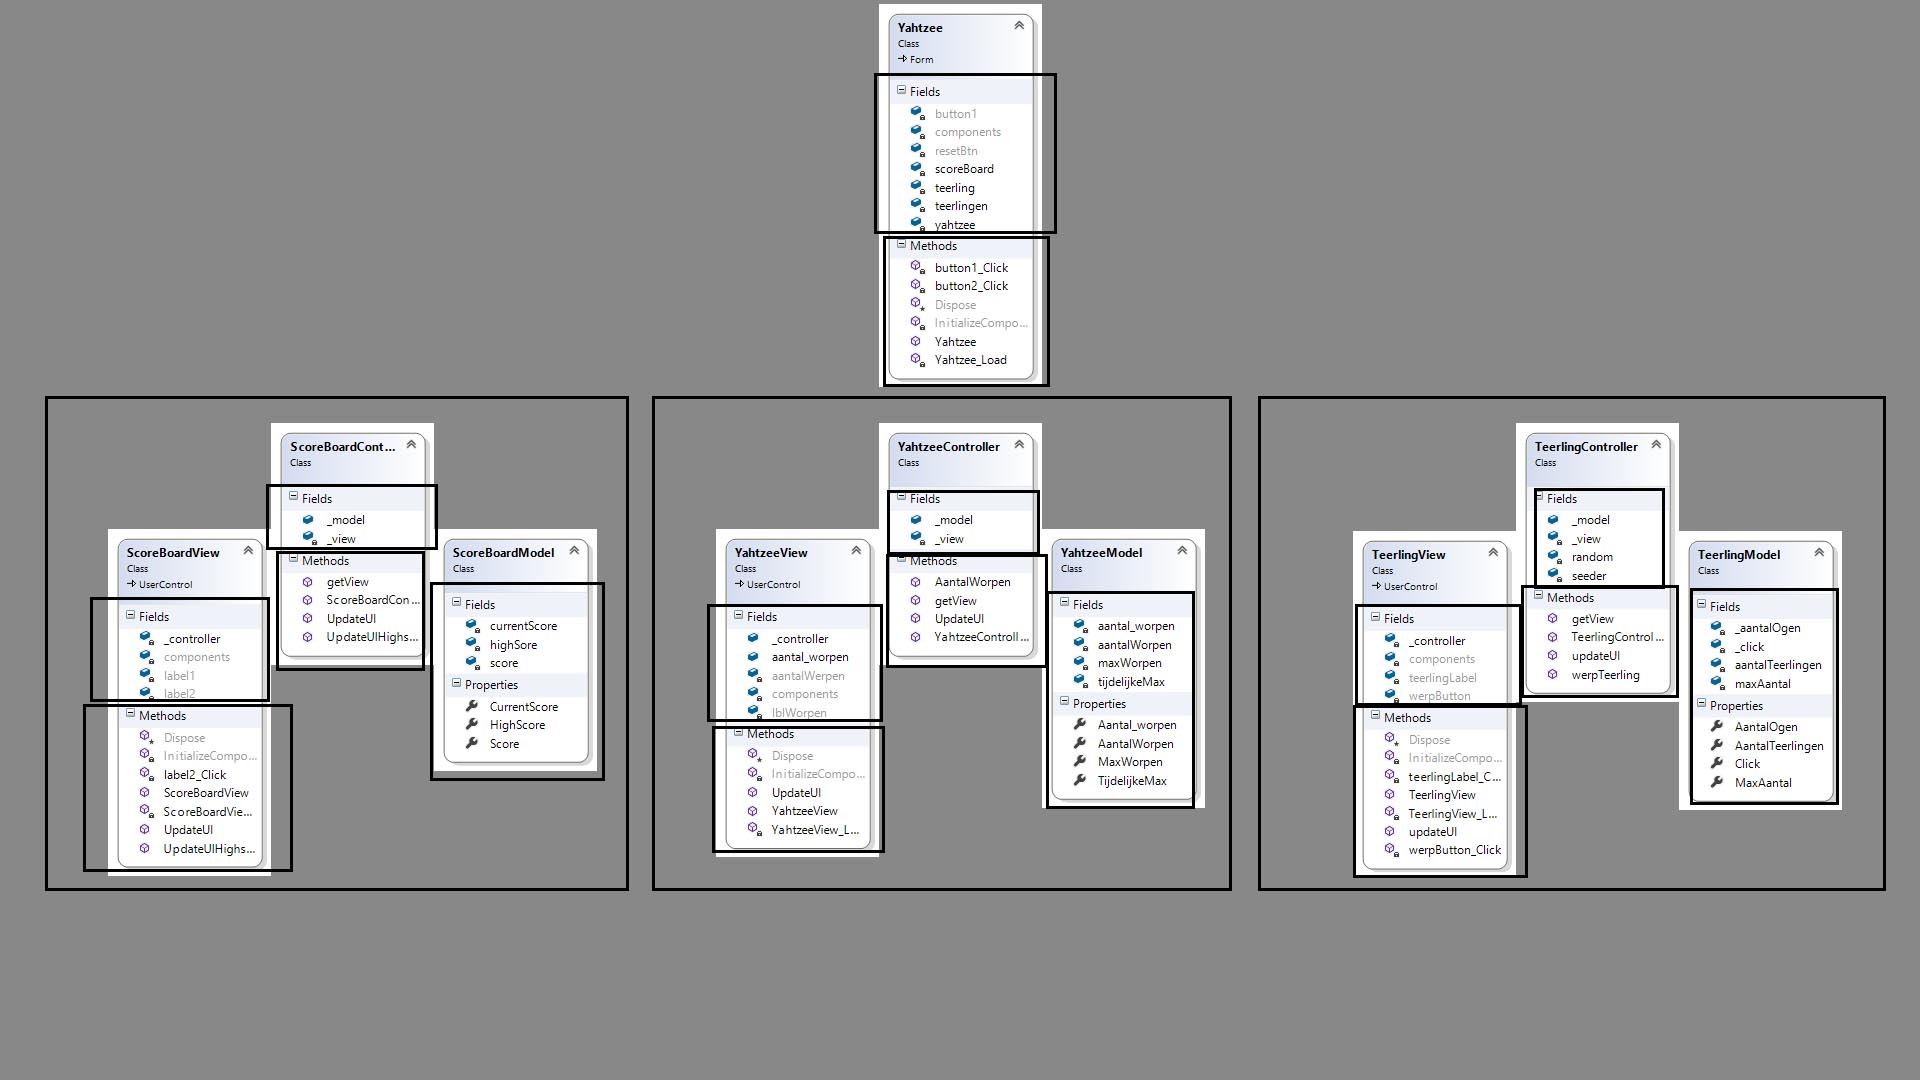 Yahtzee
Class
Form
Fields
button1
components
resetBtn
scoreBoard
teerling
teerlingen
yahtzee
Methods
button1_Click
button2_Click
Dispose
InitializeCompo...
Yahtzee
Yahtzee_Load
ScoreBoardCont...
Class
Fields
_model
_view
Methods
getView
ScoreBoardCon...
UpdateUI
UpdateUIHighs...
ScoreBoardView
Class
UserControl
Fields
_controller
components
label1
label2
Methods
Dispose
InitializeCompo...
label2_Click
ScoreBoardView
ScoreBoardVie...
UpdateUI
UpdateUIHighs...
ScoreBoardModel
Class
Fields
currentScore
highSore
score
Properties
CurrentScore
HighScore
Score
YahtzeeController
Class
Fields
_model
_view
Methods
AantalWorpen
getView
UpdateUI
YahtzeeControll...
YahtzeeView
Class
UserControl
Fields
_controller
aantal_worpen
aantalWerpen
components
lblWorpen
Methods
Dispose
InitializeCompo...
UpdateUI
YahtzeeView
YahtzeeView_L...
YahtzeeModel
Class
Fields
aantal_worpen
aantalWorpen
maxWorpen
tijdelijkeMax
Properties
Aantal_worpen
AantalWorpen
MaxWorpen
TijdelijkeMax
TeerlingController
Class
Fields
_model
_view
random
seeder
Methods
getView
TeerlingControl...
updateUI
werpTeerling
TeerlingView
Class
UserControl
Fields
_controller
components
teerlingLabel
werpButton
Methods
Dispose
InitializeCompo...
teerlingLabel_C...
TeerlingView
TeerlingView_L...
updateUI
werpButton_Click
TeerlingModel
Class
Fields
_aantalOgen
_click
aantalTeerlingen
maxAantal
Properties
AantalOgen
AantalTeerlingen
Click
MaxAantal